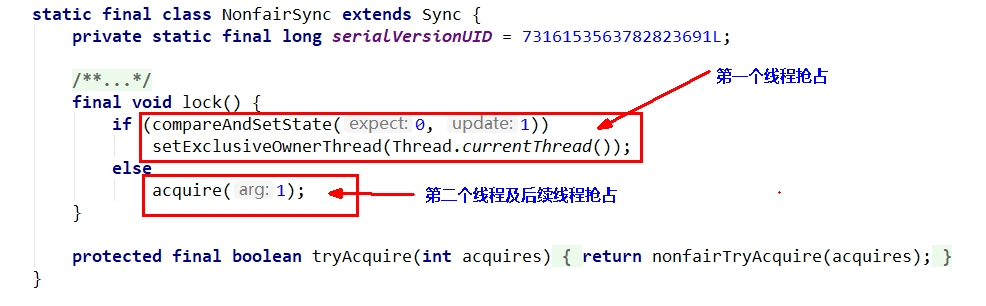 static final class NonfairSync extends Sync {
private static final long serialVersionUID = 7316153563782823691L;
/**...*/
第一个线程抢占
final void lock() {
if (compareAndSetState( expect: 0, update: 1))
setExclusiveOwnerThread(Thread.currentThread());
else
acquire( arg: 1);
第二个线程及后续线程抢占
}
protected final boolean tryAcquire(int acquires) { return nonfairTryAcquire(acquires); }
}